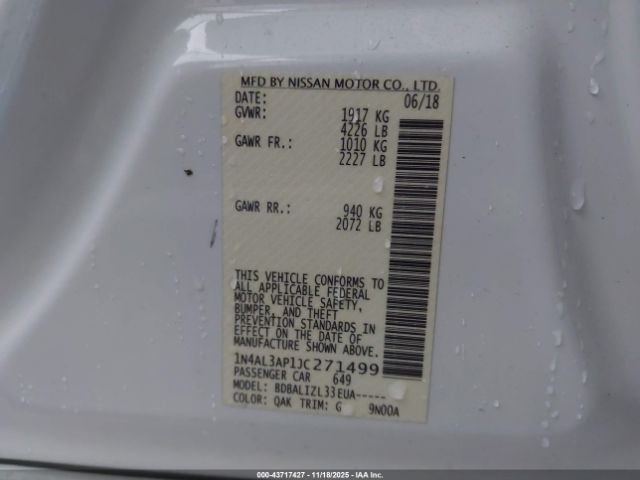 MFD BY NISSAN MOTOR CO., LTD.
DATE: 06/18
GVWR: 1917 KG
4226 LB
GAWR FR.: 1010 KG
2227 LB
GAWR RR.: 940 KG
2072 LB
THIS VEHICLE CONFORMS TO
ALL APPLICABLE FEDERAL
MOTOR VEHICLE SAFETY,
BUMPER, AND THEFT
PREVENTION STANDARDS IN
EFFECT ON THE DATE OF
MANUFACTURE SHOWN ABOVE.
1N4AL3AP1JC271499
PASSENGER CAR 649
MODEL: BDBALIZL33EUA-----
COLOR: QAK TRIM: G 9N00A
000-43717427 - 11/18/2025 - IAAI.ca